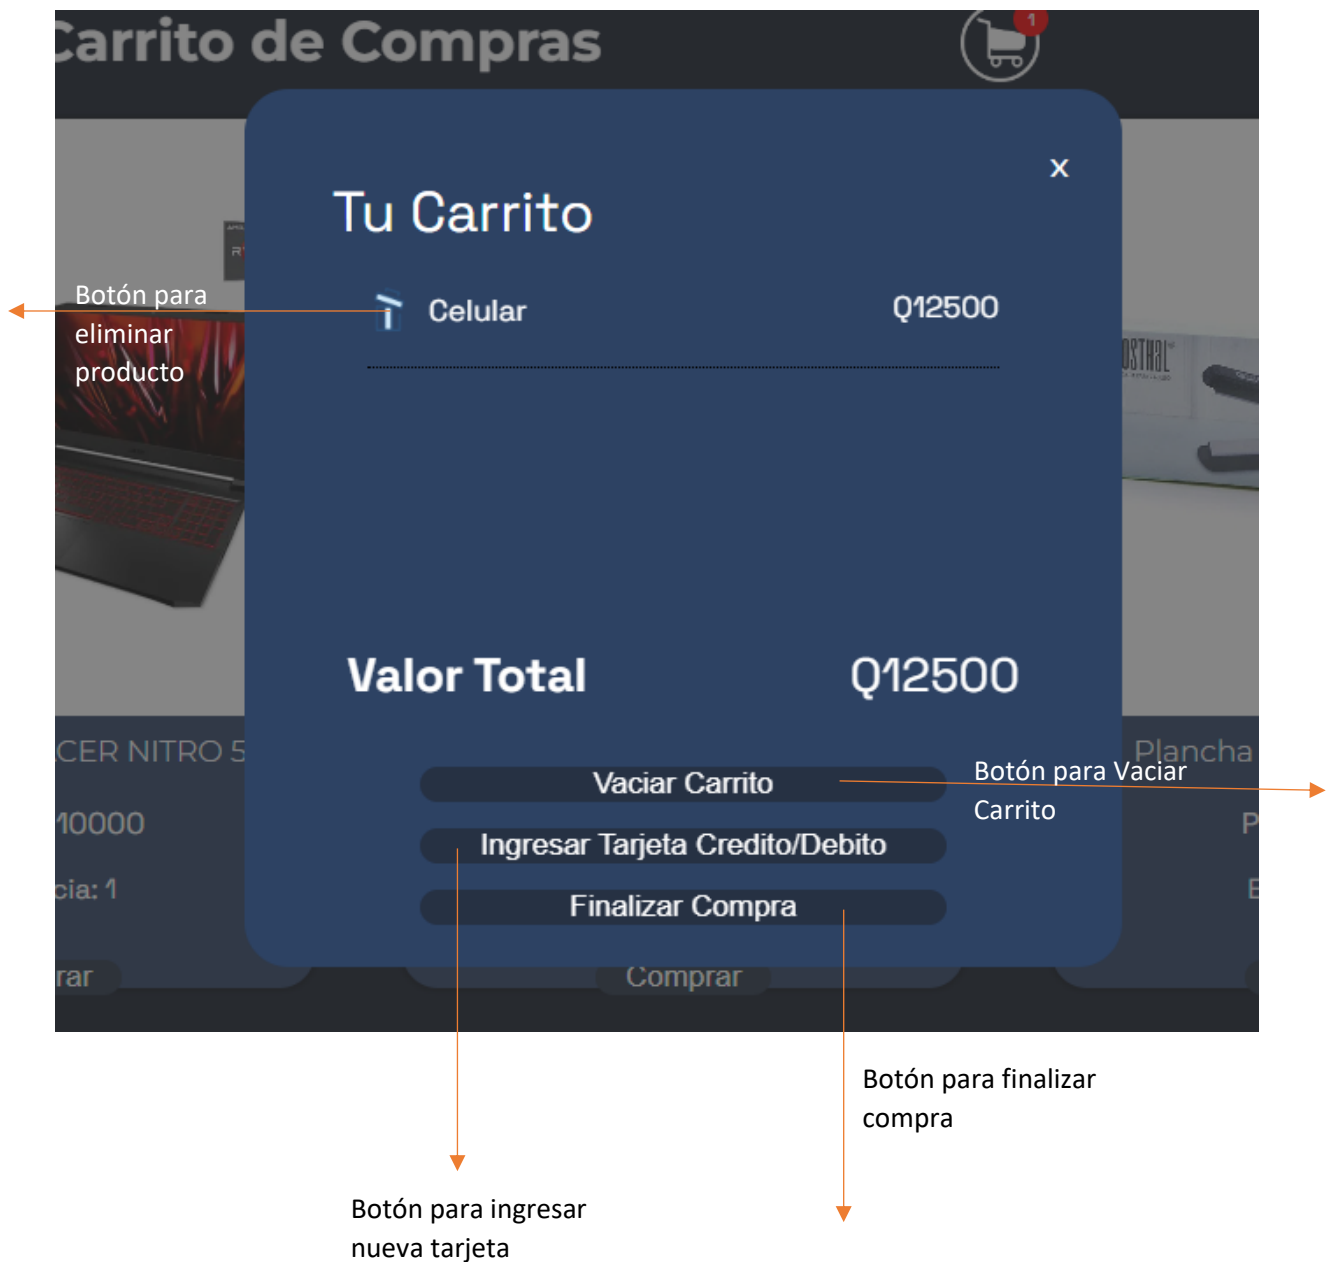 Carrito de Compras
1
x
Tu Carrito
Botón para
eliminar
producto
Celular
Q12500
Valor Total
Q12500
CER NITRO 5
Plancha
10000
P
cia: 1
E
Vaciar Carrito
Botón para Vaciar
Carrito
Ingresar Tarjeta Credito/Debito
Finalizar Compra
rar
Comprar
Botón para finalizar
compra
Botón para ingresar
nueva tarjeta